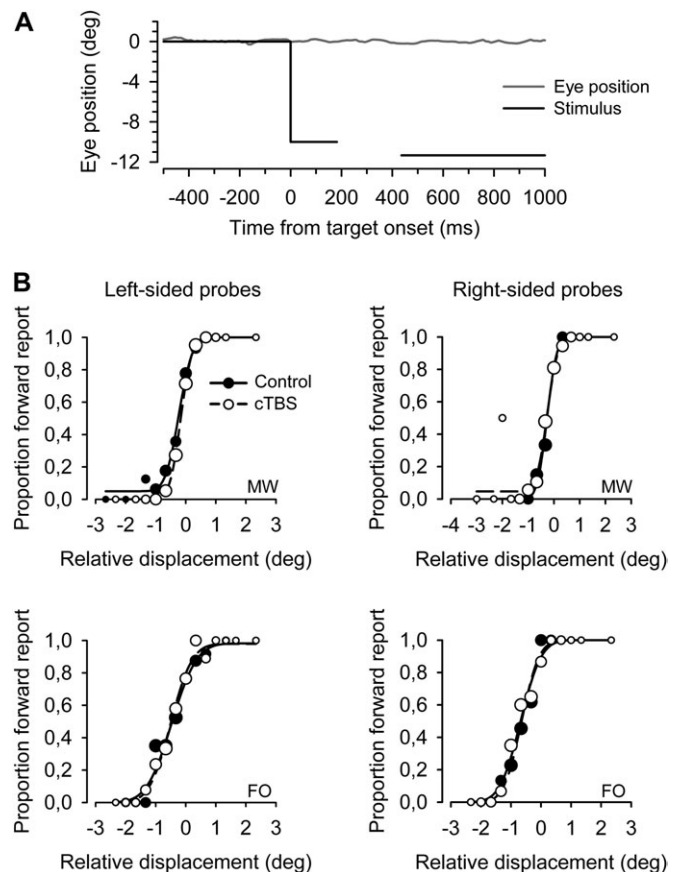 A
Eye position (deg)
0
-4
-8
-12
Eye position
Stimulus
-400 -200 0 200 400 600 800 1000
Time from target onset (ms)
B
Left-sided probes
Right-sided probes
Proportion forward report
1,0
0,8
0,6
0,4
0,2
0,0
Control
cTBS
MW
-3 -2 -1 0 1 2 3
Relative displacement (deg)
Proportion forward report
1,0
0,8
0,6
0,4
0,2
0,0
MW
-4 -3 -2 -1 0 1 2 3 4
Relative displacement (deg)
Proportion forward report
1,0
0,8
0,6
0,4
0,2
0,0
FO
-3 -2 -1 0 1 2 3
Relative displacement (deg)
Proportion forward report
1,0
0,8
0,6
0,4
0,2
0,0
FO
-3 -2 -1 0 1 2 3
Relative displacement (deg)